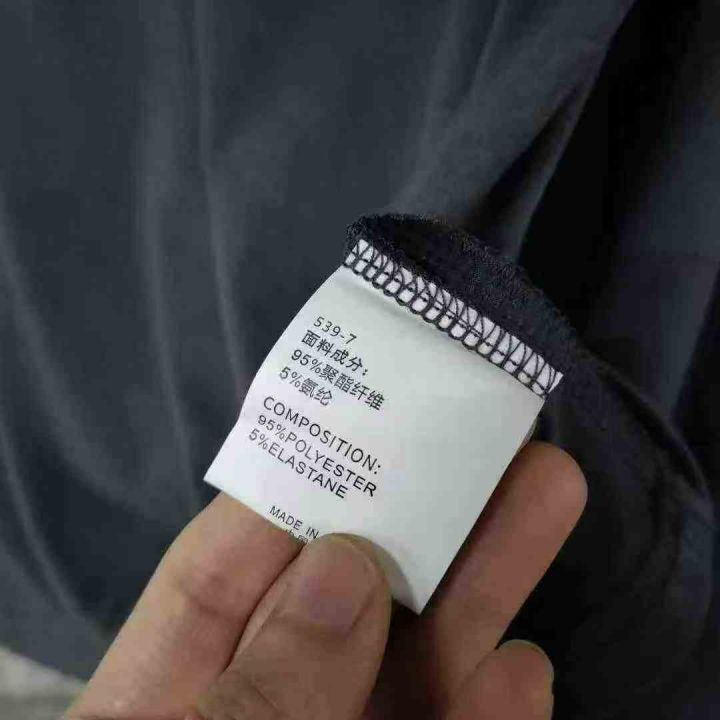 539-7
面料成分:
95%聚酯纤维
5%氨纶
COMPOSITION:
95%POLYESTER
5%ELASTANE
MADE IN